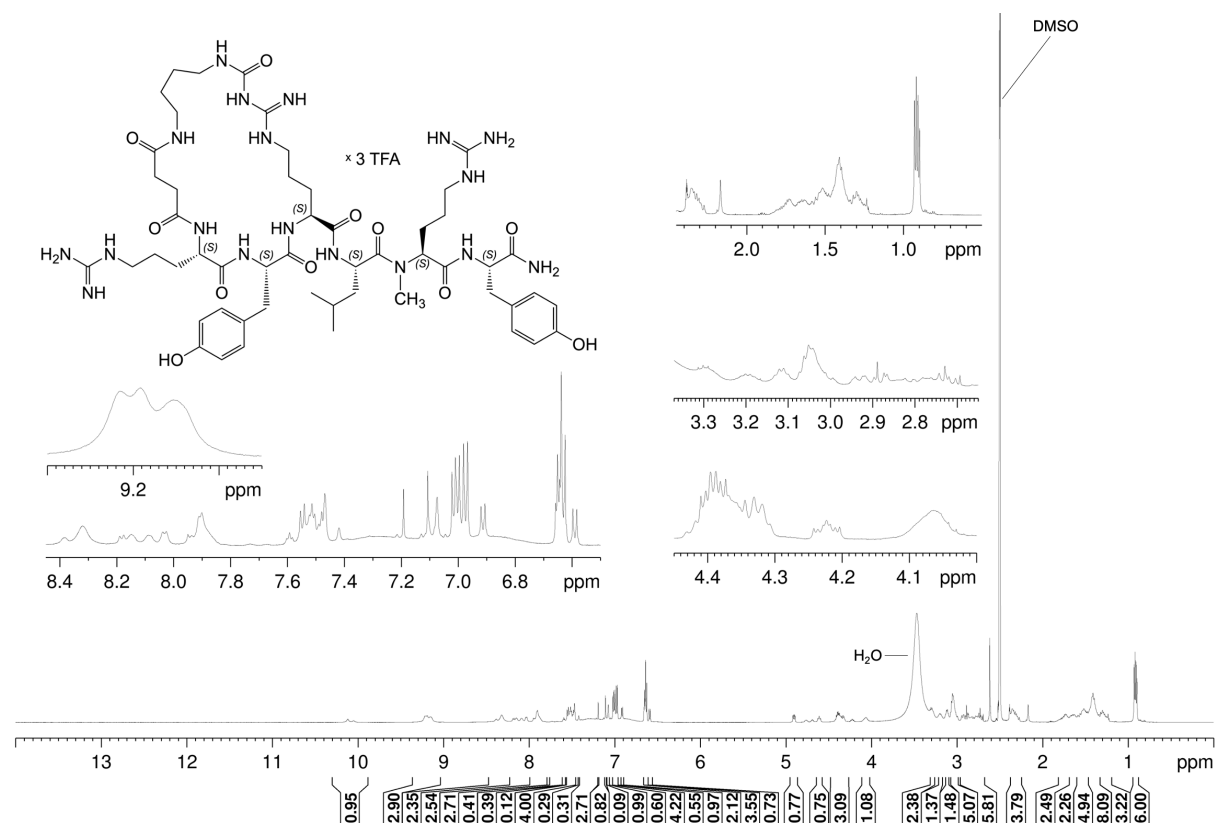 DMSO
H
N
O
HN
NH
HN
O
NH
x 3 TFA
HN
NH2
NH
O
NH
(S)
HN
O
(S)
H2N
H
N
NH
O
H
N
(S)
O
HN
(S)
O
N
CH3
(S)
O
H
N
(S)
O
NH2
HO
OH
2.0 1.5 1.0 ppm
3.3 3.2 3.1 3.0 2.9 2.8 ppm
9.2 ppm
8.4 8.2 8.0 7.8 7.6 7.4 7.2 7.0 6.8 ppm
4.4 4.3 4.2 4.1 ppm
H2O
13 12 11 10 9 8 7 6 5 4 3 2 1 ppm
0.95 2.90 2.35 2.54 2.71 0.41 0.39 0.12 4.00 0.29 0.31 2.71 0.82 0.09 0.99 0.60 4.22 0.55 0.97 2.12 3.55 0.73 0.77 0.75 3.09 1.08 2.38 1.37 1.48 5.07 5.81 3.79 2.49 2.26 4.94 8.09 3.22 6.00